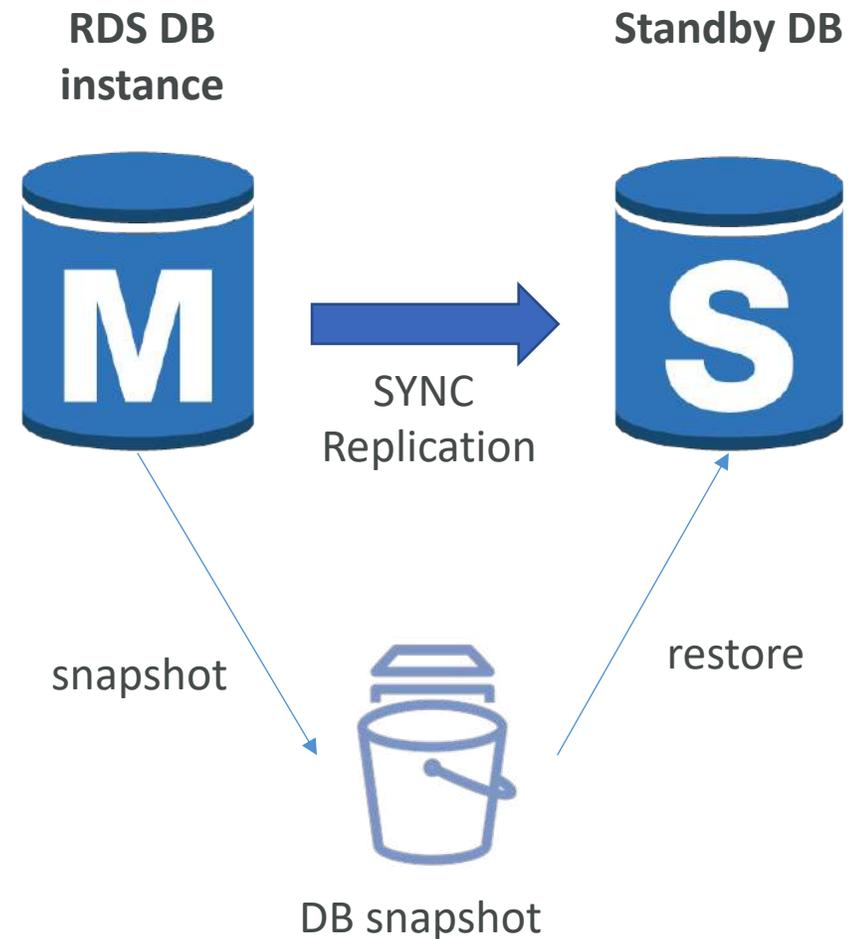 RDS DB
instance
Standby DB
M
S
SYNC
Replication
snapshot
restore
DB snapshot